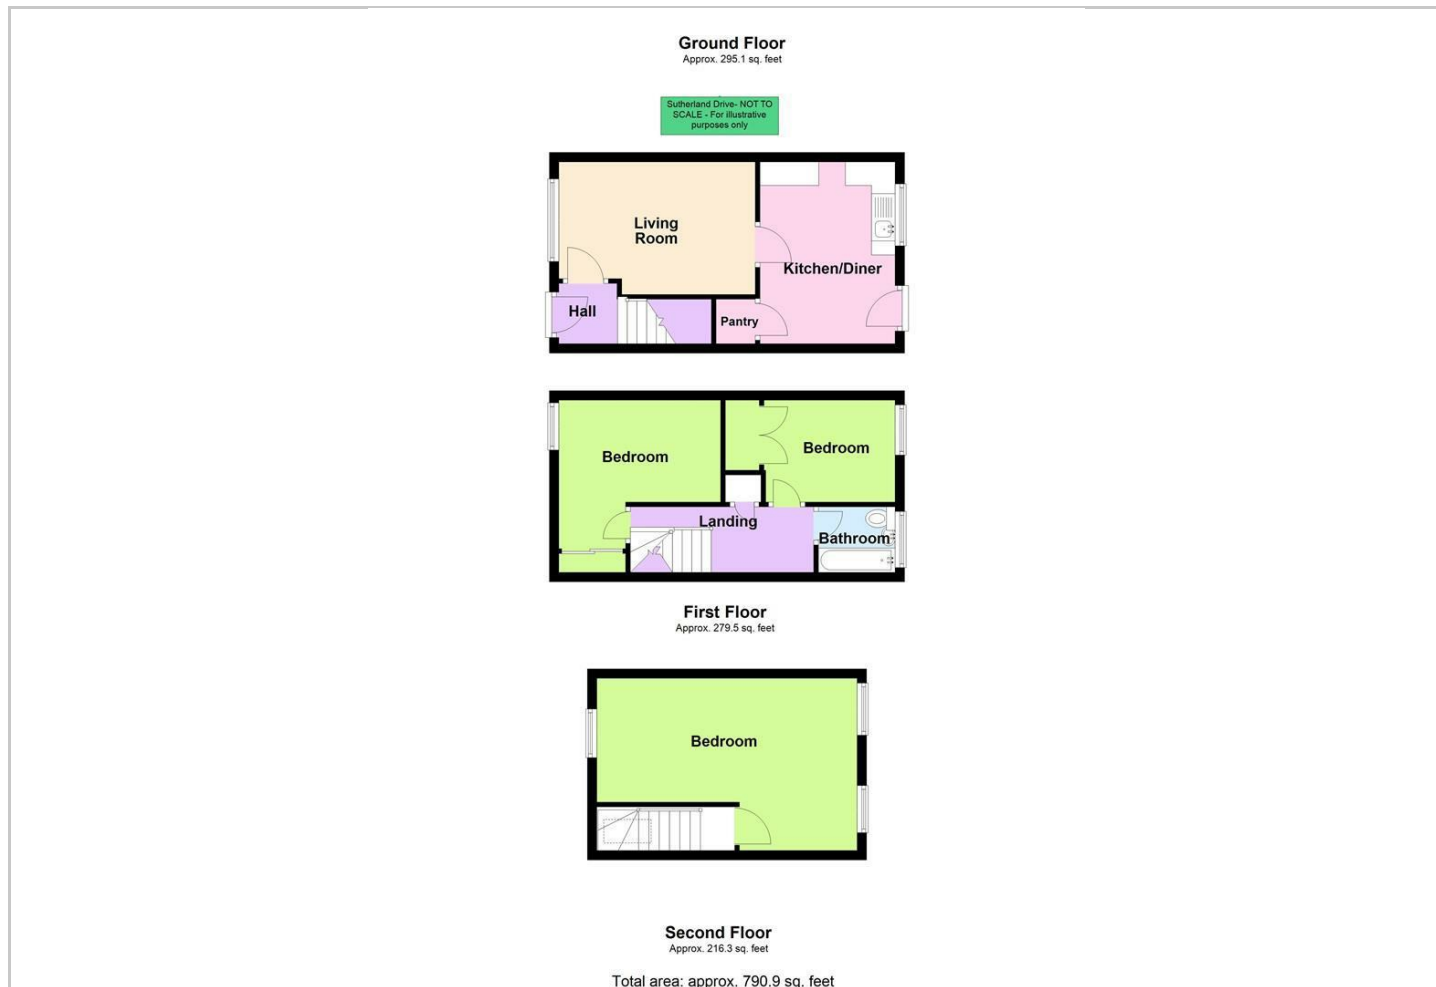 Ground Floor
Approx. 295.1 sq. feet
Sutherland Drive- NOT TO
SCALE - For illustrative
purposes only
Living
Room
Kitchen/Diner
Hall
Pantry
Bedroom
Bedroom
Landing
Bathroom
First Floor
Approx. 279.5 sq. feet
Bedroom
Second Floor
Approx. 216.3 sq. feet
Total area: approx. 790.9 sq. feet